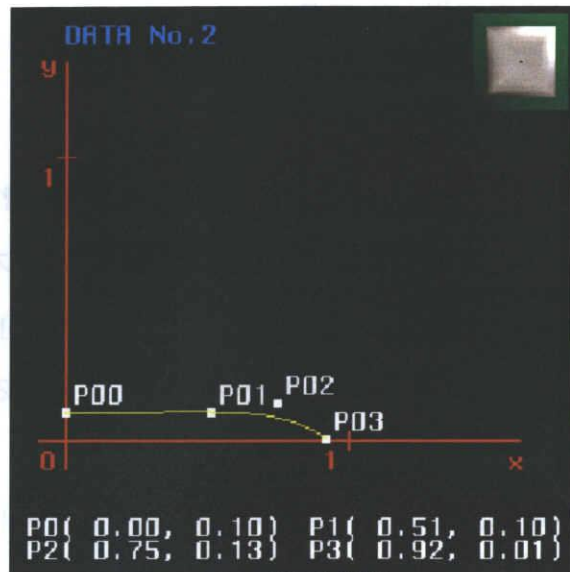 DATA No.2
y
1
P00
P01
P02
P03
0
1
x
P0( 0.00, 0.10) P1( 0.51, 0.10)
P2( 0.75, 0.13) P3( 0.92, 0.01)